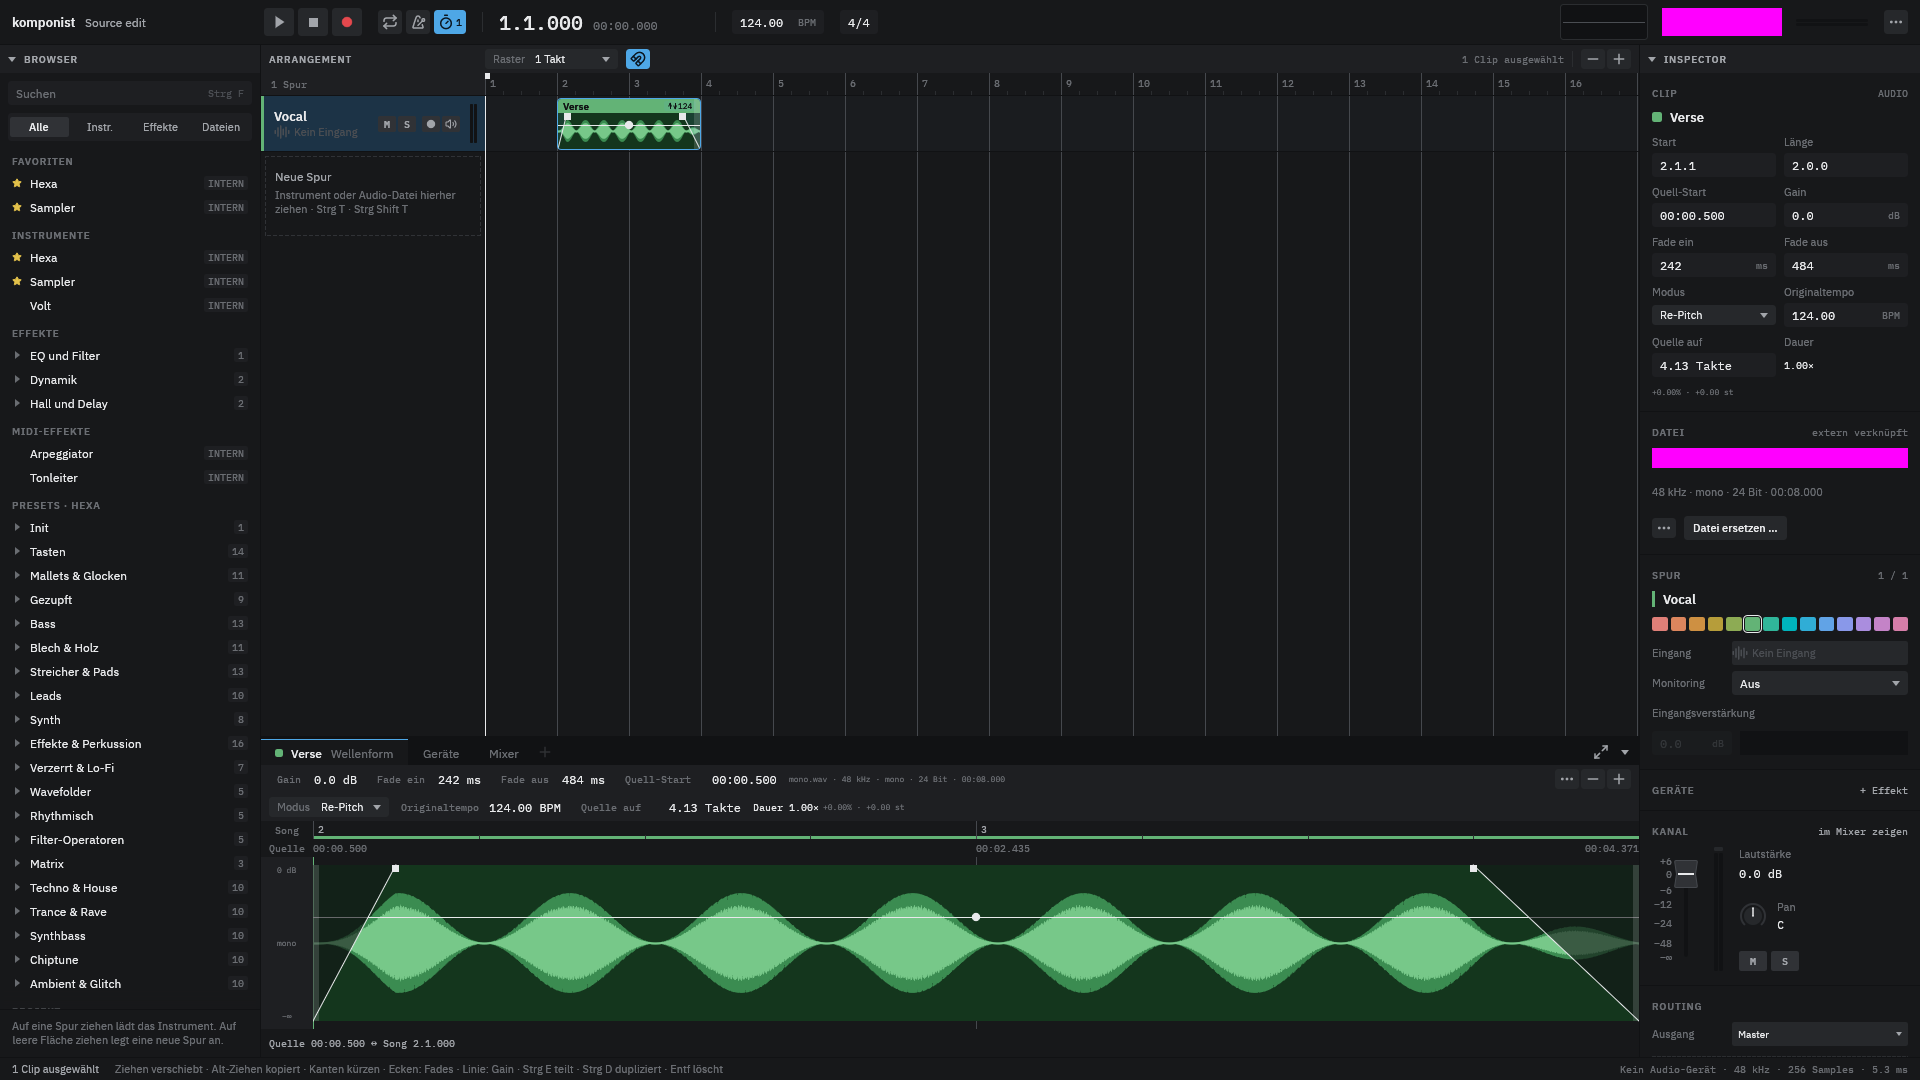 komponist Source edit
1
1.1.000 00:00.000
124.00 BPM
4/4
BROWSER
Suchen Strg F
Alle Instr. Effekte Dateien
FAVORITEN
Hexa INTERN
Sampler INTERN
INSTRUMENTE
Hexa INTERN
Sampler INTERN
Volt INTERN
EFFEKTE
EQ und Filter 1
Dynamik 2
Hall und Delay 2
MIDI-EFFEKTE
Arpeggiator INTERN
Tonleiter INTERN
PRESETS · HEXA
Init 1
Tasten 14
Mallets & Glocken 11
Gezupft 9
Bass 13
Blech & Holz 11
Streicher & Pads 13
Leads 10
Synth 8
Effekte & Perkussion 16
Verzerrt & Lo-Fi 7
Wavefolder 5
Rhythmisch 5
Filter-Operatoren 5
Matrix 3
Techno & House 10
Trance & Rave 10
Synthbass 10
Chiptune 10
Ambient & Glitch 10
Auf eine Spur ziehen lädt das Instrument. Auf
leere Fläche ziehen legt eine neue Spur an.
ARRANGEMENT
Raster 1 Takt
1 Clip ausgewählt
1 Spur
1 2 3 4 5 6 7 8 9 10 11 12 13 14 15 16
Vocal
Kein Eingang
M S
Verse 124
Neue Spur
Instrument oder Audio-Datei hierher
ziehen · Strg T · Strg Shift T
Verse Wellenform Geräte Mixer
Gain 0.0 dB Fade ein 242 ms Fade aus 484 ms Quell-Start 00:00.500 mono.wav · 48 kHz · mono · 24 Bit · 00:08.000
Modus Re-Pitch Originaltempo 124.00 BPM Quelle auf 4.13 Takte Dauer 1.00× +0.00% · +0.00 st
Song 2 3
Quelle 00:00.500 00:02.435 00:04.371
0 dB
mono
-∞
Quelle 00:00.500 ⇔ Song 2.1.000
INSPECTOR
CLIP AUDIO
Verse
Start Länge
2.1.1 2.0.0
Quell-Start Gain
00:00.500 0.0 dB
Fade ein Fade aus
242 ms 484 ms
Modus Originaltempo
Re-Pitch 124.00 BPM
Quelle auf Dauer
4.13 Takte 1.00×
+0.00% · +0.00 st
DATEI extern verknüpft
48 kHz · mono · 24 Bit · 00:08.000
Datei ersetzen ...
SPUR 1 / 1
Vocal
Eingang Kein Eingang
Monitoring Aus
Eingangsverstärkung
0.0 dB
GERÄTE + Effekt
KANAL im Mixer zeigen
+6
0
-6
-12
-24
-48
-∞
Lautstärke
0.0 dB
Pan
C
M S
ROUTING
Ausgang Master
1 Clip ausgewählt Ziehen verschiebt · Alt-Ziehen kopiert · Kanten kürzen · Ecken: Fades · Linie: Gain · Strg E teilt · Strg D dupliziert · Entf löscht
Kein Audio-Gerät · 48 kHz · 256 Samples · 5.3 ms